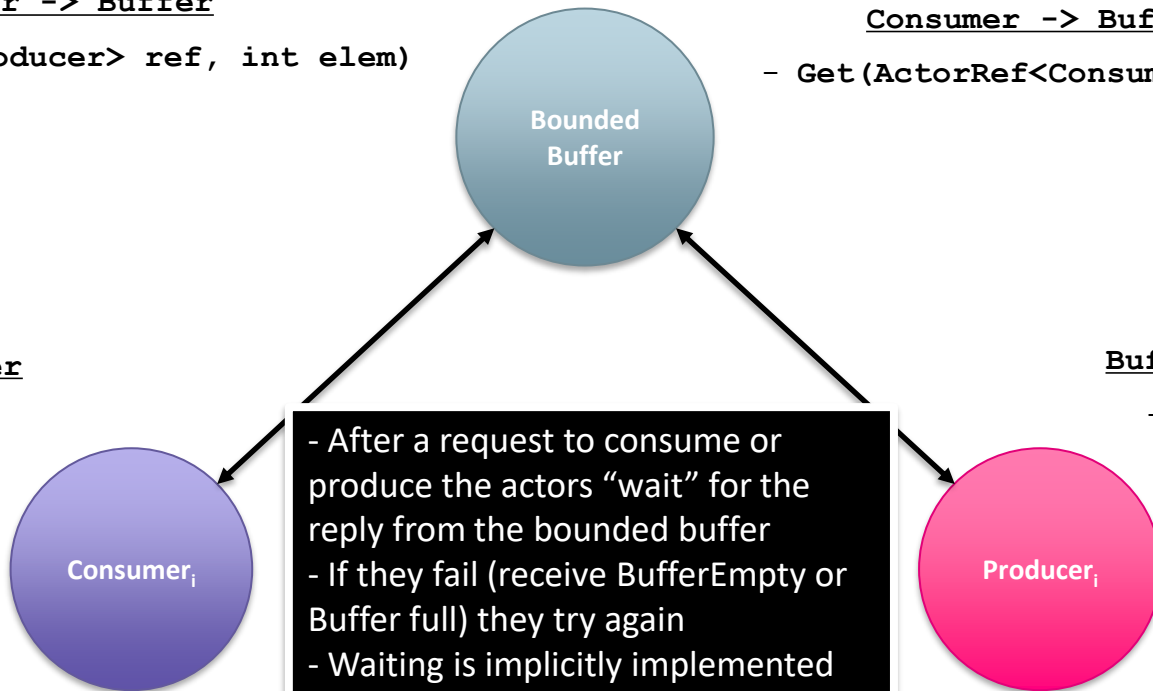 r -> Buffer
oducer> ref, int elem)
Consumer -> Buf
- Get(ActorRef<Consum
Bounded
Buffer
er
Buf
-
- After a request to consume or
produce the actors “wait” for the
reply from the bounded buffer
- If they fail (receive BufferEmpty or
Buffer full) they try again
- Waiting is implicitly implemented
Consumerᵢ
Producerᵢ